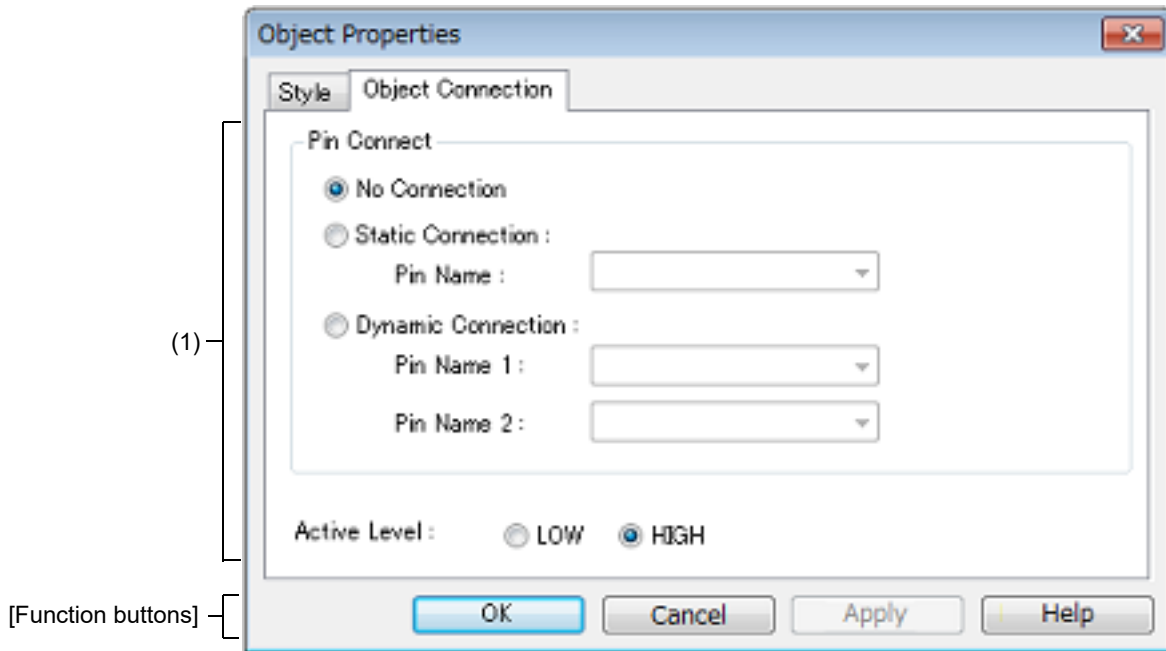 Object Properties
Style Object Connection
Pin Connect
No Connection
Static Connection :
Pin Name :
Dynamic Connection :
(1)
Pin Name 1 :
Pin Name 2 :
Active Level : LOW HIGH
[Function buttons] OK Cancel Apply Help